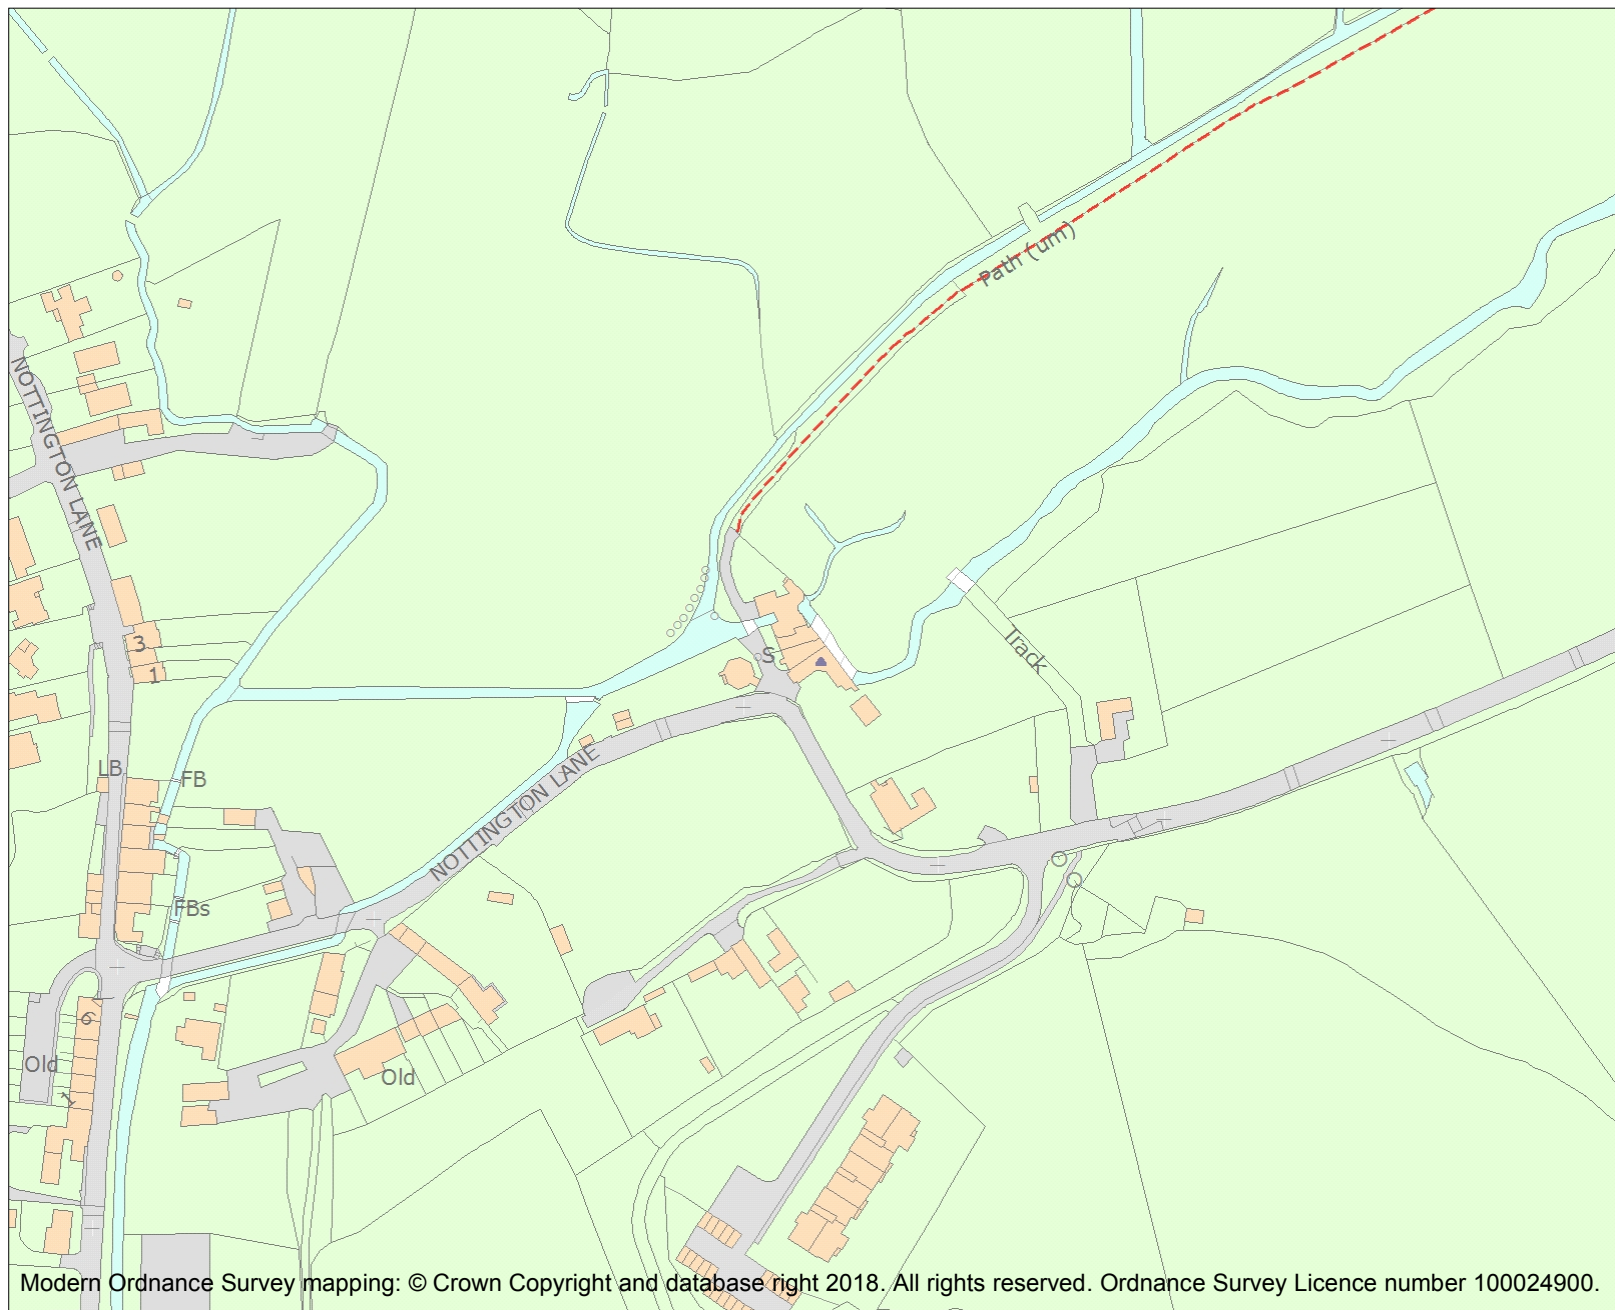 Path (um)
NOTTINGTON LANE
3
1
S
Track
LB
FB
NOTTINGTON LANE
FBs
6
Old
Old
1
Modern Ordnance Survey mapping: © Crown Copyright and database right 2018. All rights reserved. Ordnance Survey Licence number 100024900.